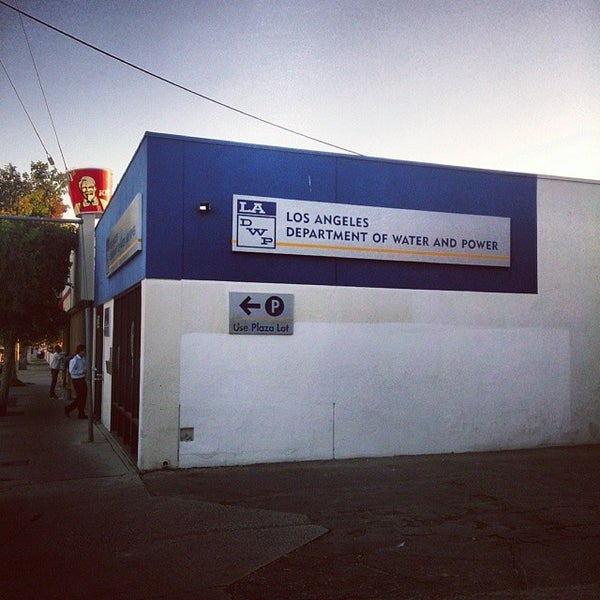 LA
DWP
LOS ANGELES
DEPARTMENT OF WATER AND POWER
P
Use Plaza Lot